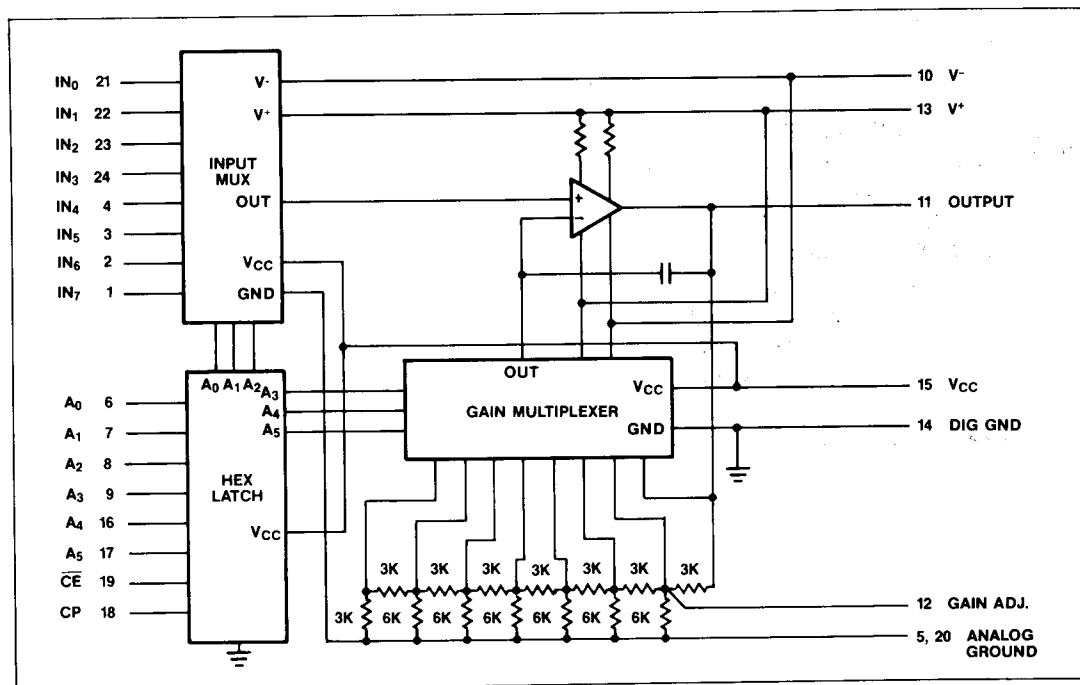 IN0 21
IN1 22
IN2 23
IN3 24
IN4 4
IN5 3
IN6 2
IN7 1
INPUT
MUX
V-
V+
OUT
VCC
GND
A0 A1 A2
A0 6
A1 7
A2 8
A3 9
A4 16
A5 17
CE 19
CP 18
HEX
LATCH
A3
A4
A5
VCC
+
−
OUT
GAIN MULTIPLEXER
VCC
GND
3K 3K 3K 3K 3K 3K 3K
3K 6K 6K 6K 6K 6K 6K
10 V-
13 V+
11 OUTPUT
15 VCC
14 DIG GND
12 GAIN ADJ.
5, 20 ANALOG
GROUND